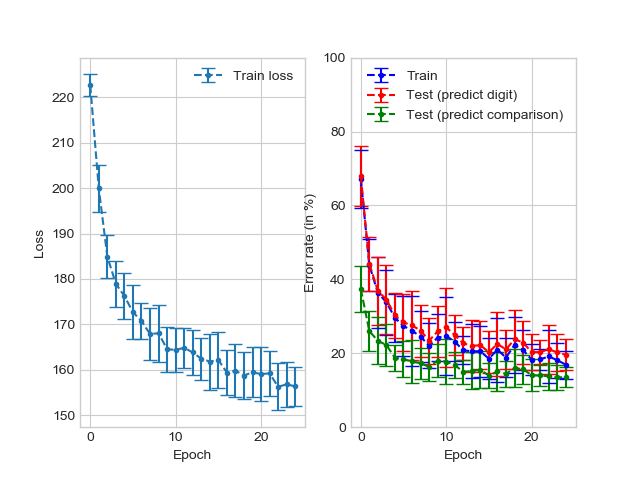 Train loss
220
210
200
190
180
170
160
150
0
10
20
Epoch
Loss
Train
Test (predict digit)
Test (predict comparison)
100
80
60
40
20
0
0
10
20
Epoch
Error rate (in %)